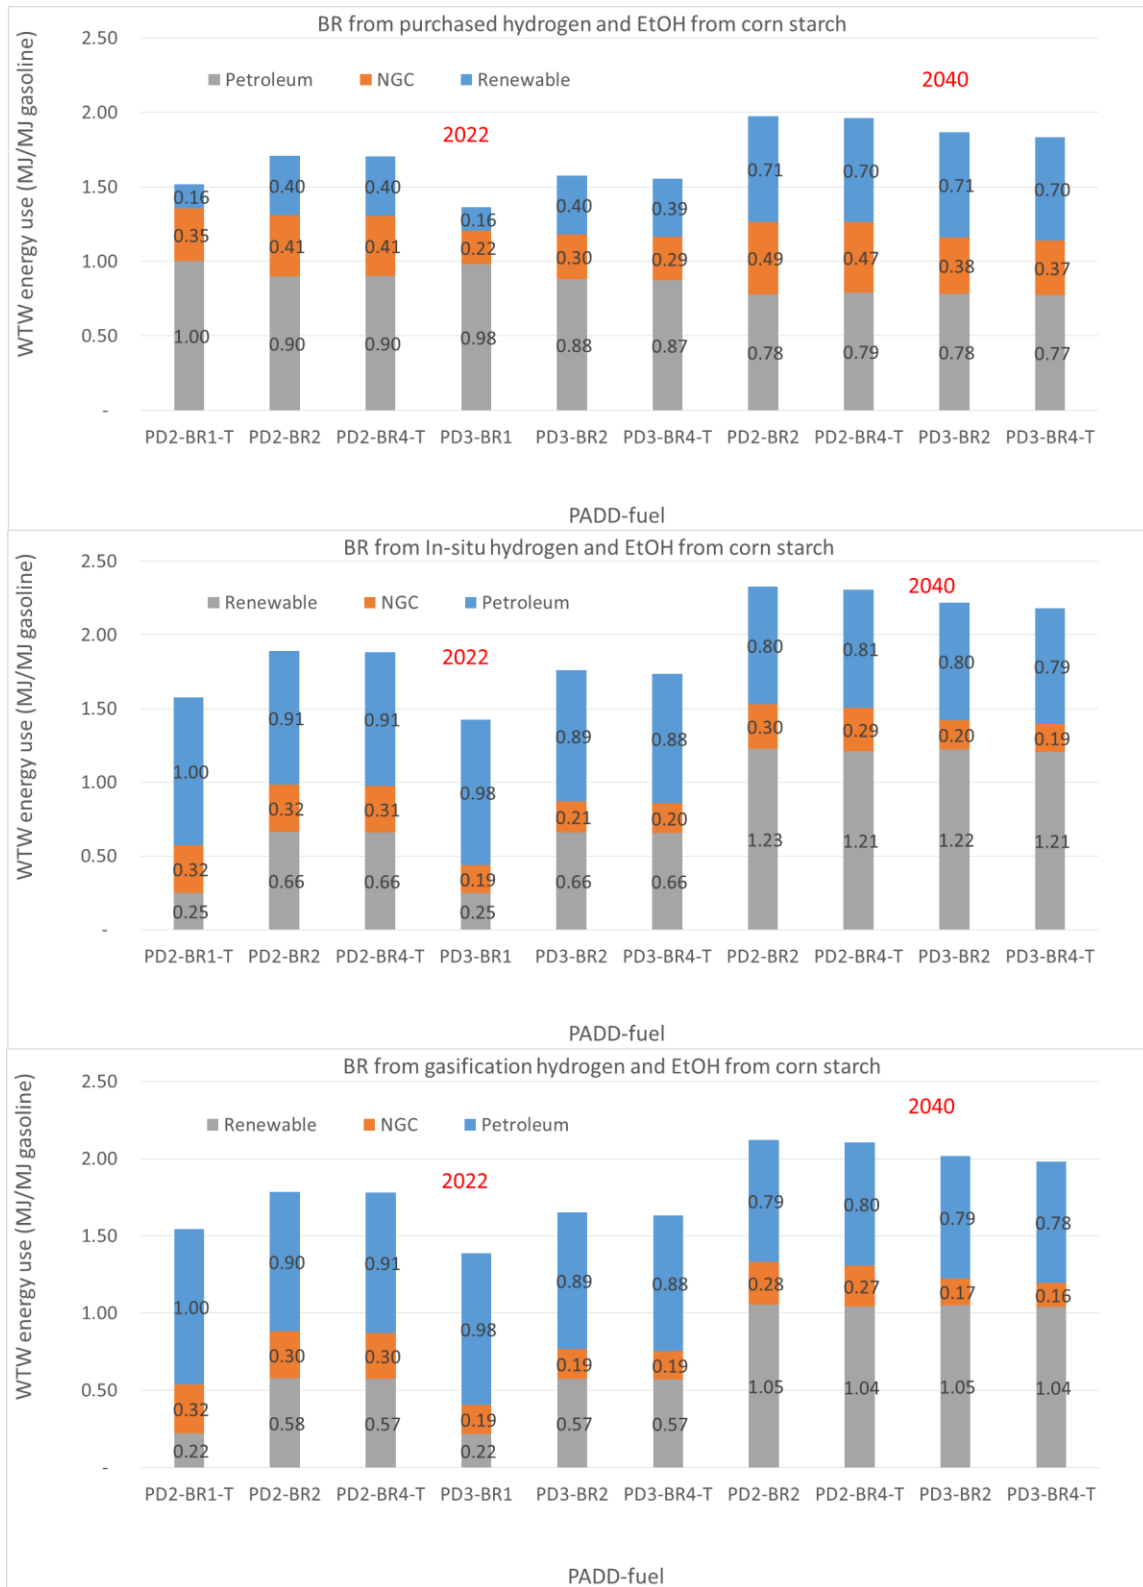 BR from purchased hydrogen and EtOH from corn starch
WTW energy use (MJ/MJ gasoline)
2.50
2.00
1.50
1.00
0.50
-
Petroleum NGC Renewable
2022
2040
0.16 0.40 0.40 0.16 0.40 0.39 0.71 0.70 0.71 0.70
0.35 0.41 0.41 0.22 0.30 0.29 0.49 0.47 0.38 0.37
1.00 0.90 0.90 0.98 0.88 0.87 0.78 0.79 0.78 0.77
PD2-BR1-T PD2-BR2 PD2-BR4-T PD3-BR1 PD3-BR2 PD3-BR4-T PD2-BR2 PD2-BR4-T PD3-BR2 PD3-BR4-T
PADD-fuel
BR from In-situ hydrogen and EtOH from corn starch
WTW energy use (MJ/MJ gasoline)
2.50
2.00
1.50
1.00
0.50
-
Renewable NGC Petroleum
2022
2040
1.00 0.91 0.91 0.98 0.89 0.88 0.80 0.81 0.80 0.79
0.32 0.32 0.31 0.19 0.21 0.20 0.30 0.29 0.20 0.19
0.25 0.66 0.66 0.25 0.66 0.66 1.23 1.21 1.22 1.21
PD2-BR1-T PD2-BR2 PD2-BR4-T PD3-BR1 PD3-BR2 PD3-BR4-T PD2-BR2 PD2-BR4-T PD3-BR2 PD3-BR4-T
PADD-fuel
BR from gasification hydrogen and EtOH from corn starch
WTW energy use (MJ/MJ gasoline)
2.50
2.00
1.50
1.00
0.50
-
Renewable NGC Petroleum
2022
2040
1.00 0.90 0.91 0.98 0.89 0.88 0.79 0.80 0.79 0.78
0.32 0.30 0.30 0.19 0.19 0.19 0.28 0.27 0.17 0.16
0.22 0.58 0.57 0.22 0.57 0.57 1.05 1.04 1.05 1.04
PD2-BR1-T PD2-BR2 PD2-BR4-T PD3-BR1 PD3-BR2 PD3-BR4-T PD2-BR2 PD2-BR4-T PD3-BR2 PD3-BR4-T
PADD-fuel